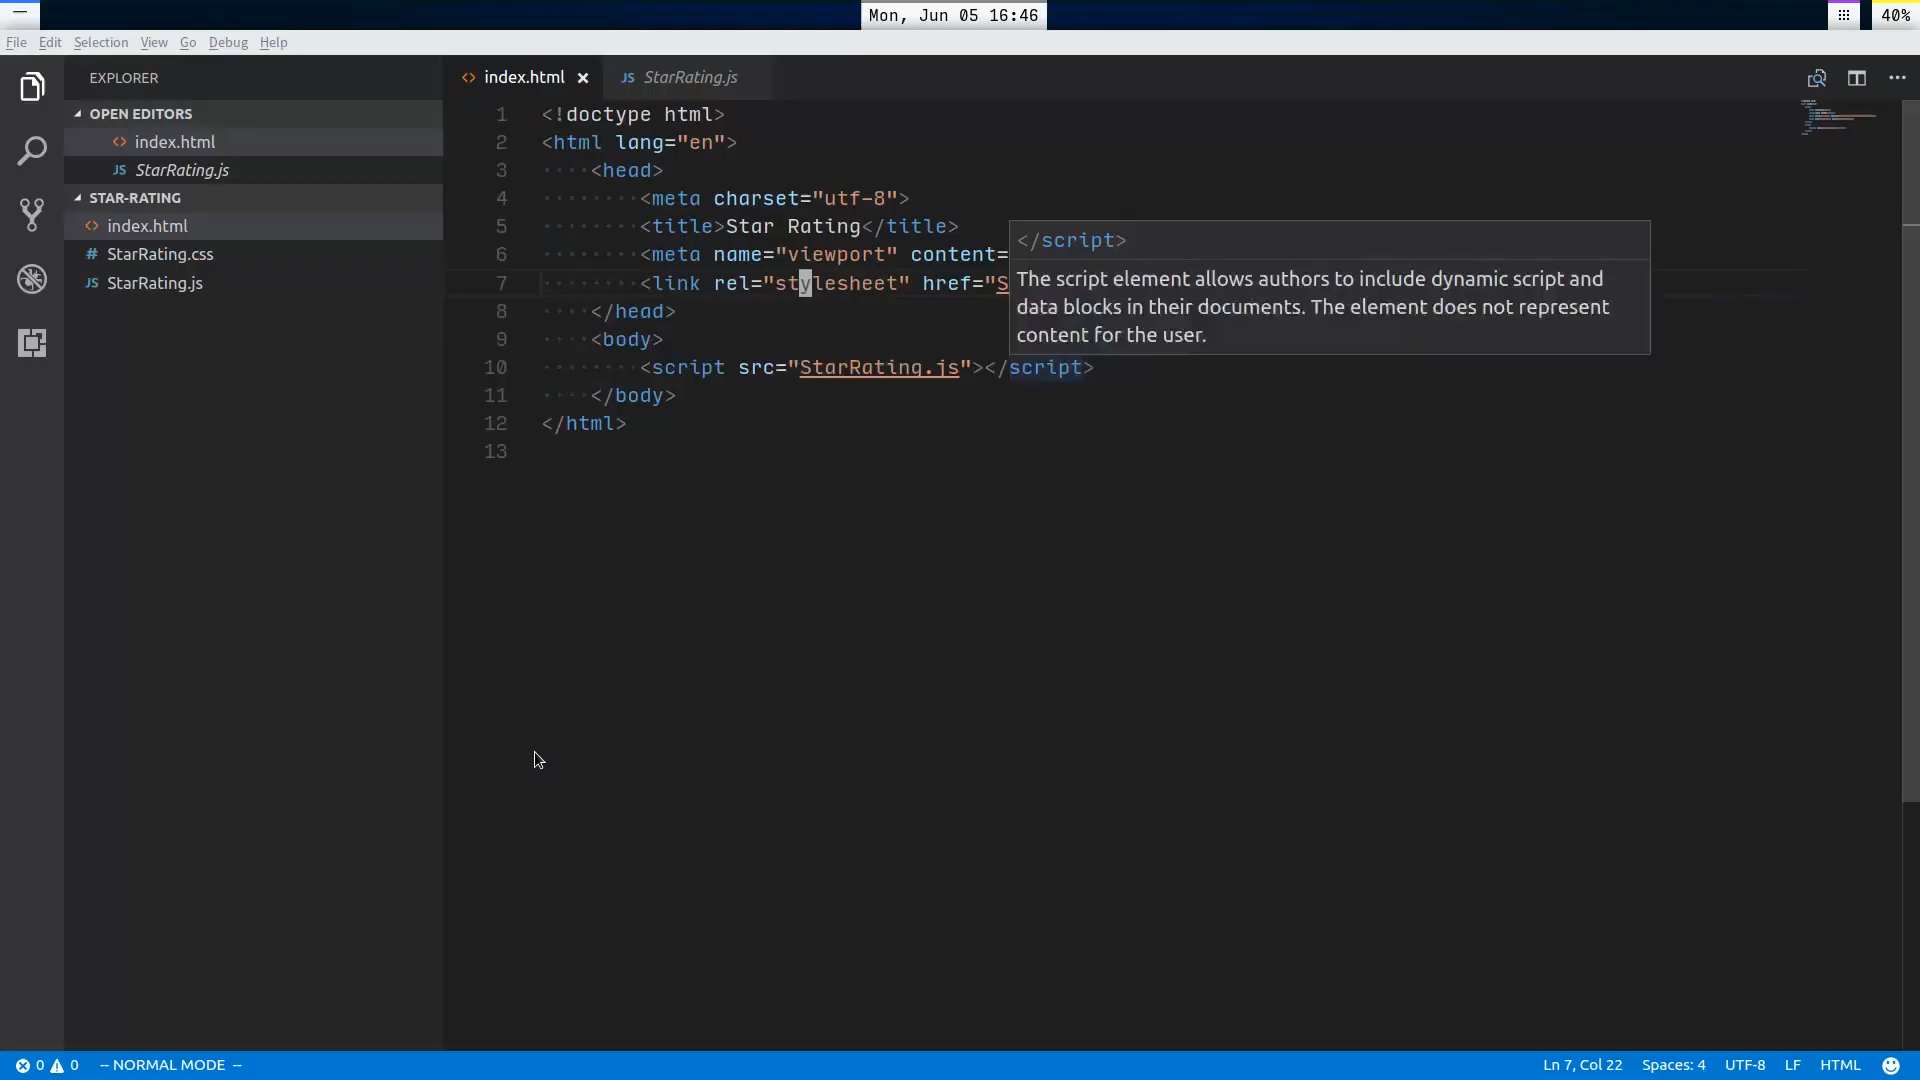 Mon, Jun 05 16:46
40%
File Edit Selection View Go Debug Help
EXPLORER
OPEN EDITORS
index.html
JS StarRating.js
STAR-RATING
index.html
# StarRating.css
JS StarRating.js
index.html
JS StarRating.js
1 <!doctype html>
2 <html lang="en">
3 ····<head>
4 ········<meta charset="utf-8">
5 ········<title>Star Rating</title>
6 ········<meta name="viewport" content=
7 ········<link rel="stylesheet" href="S
8 ····</head>
9 ····<body>
10 ········<script src="StarRating.js"></script>
11 ····</body>
12 </html>
13
</script>
The script element allows authors to include dynamic script and
data blocks in their documents. The element does not represent
content for the user.
0 0 -- NORMAL MODE --
Ln 7, Col 22 Spaces: 4 UTF-8 LF HTML